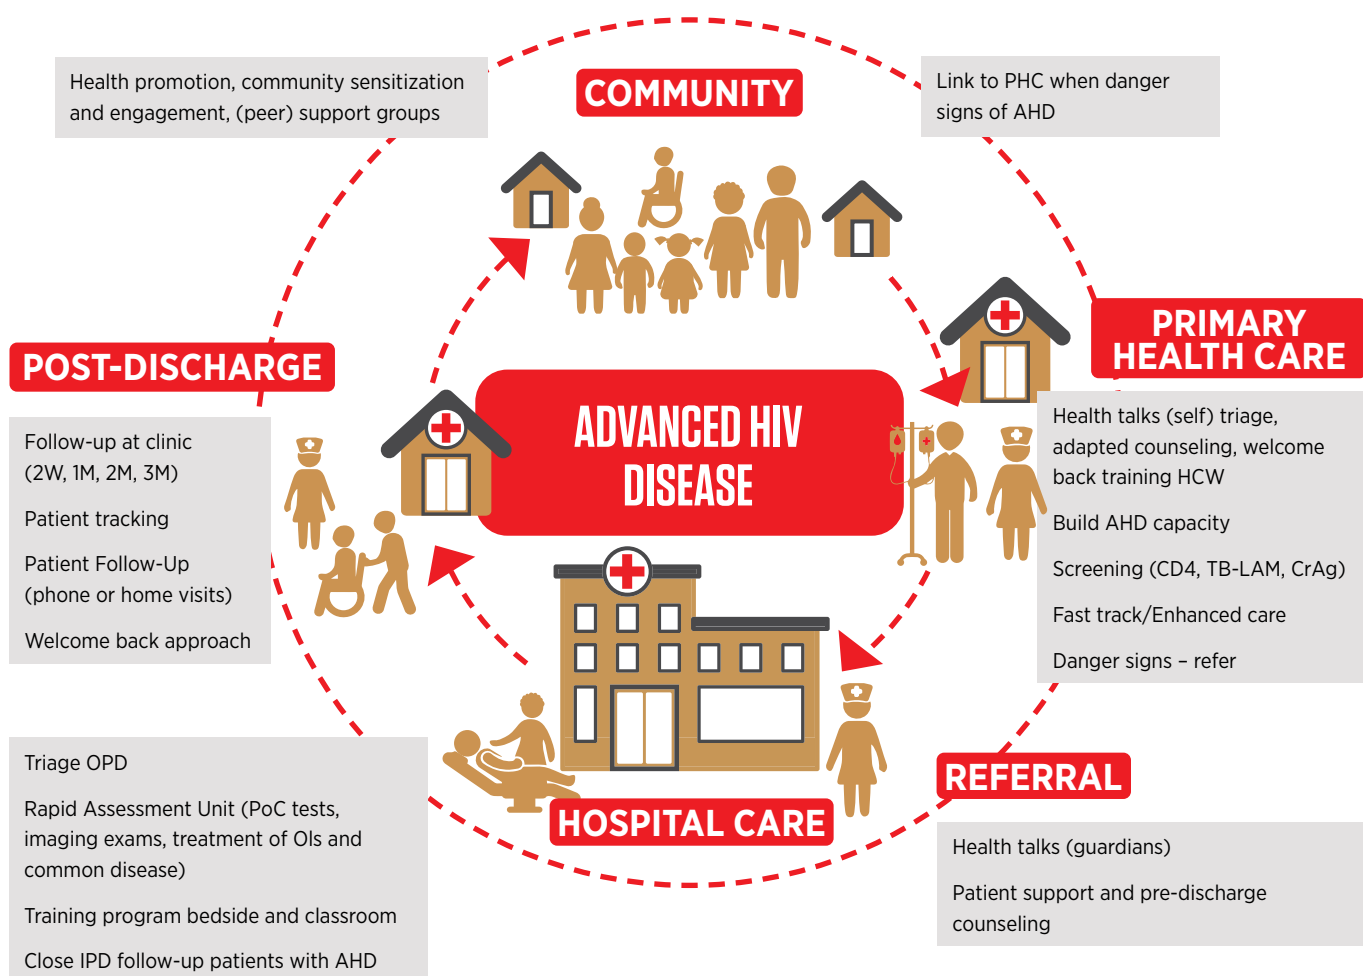 Health promotion, community sensitization
and engagement, (peer) support groups
COMMUNITY
Link to PHC when danger
signs of AHD
PRIMARY
HEALTH CARE
Health talks (self) triage,
adapted counseling, welcome
back training HCW
Build AHD capacity
Screening (CD4, TB-LAM, CrAg)
Fast track/Enhanced care
Danger signs – refer
POST-DISCHARGE
Follow-up at clinic
(2W, 1M, 2M, 3M)
Patient tracking
Patient Follow-Up
(phone or home visits)
Welcome back approach
ADVANCED HIV
DISEASE
REFERRAL
Health talks (guardians)
Patient support and pre-discharge
counseling
HOSPITAL CARE
Triage OPD
Rapid Assessment Unit (PoC tests,
imaging exams, treatment of OIs and
common disease)
Training program bedside and classroom
Close IPD follow-up patients with AHD